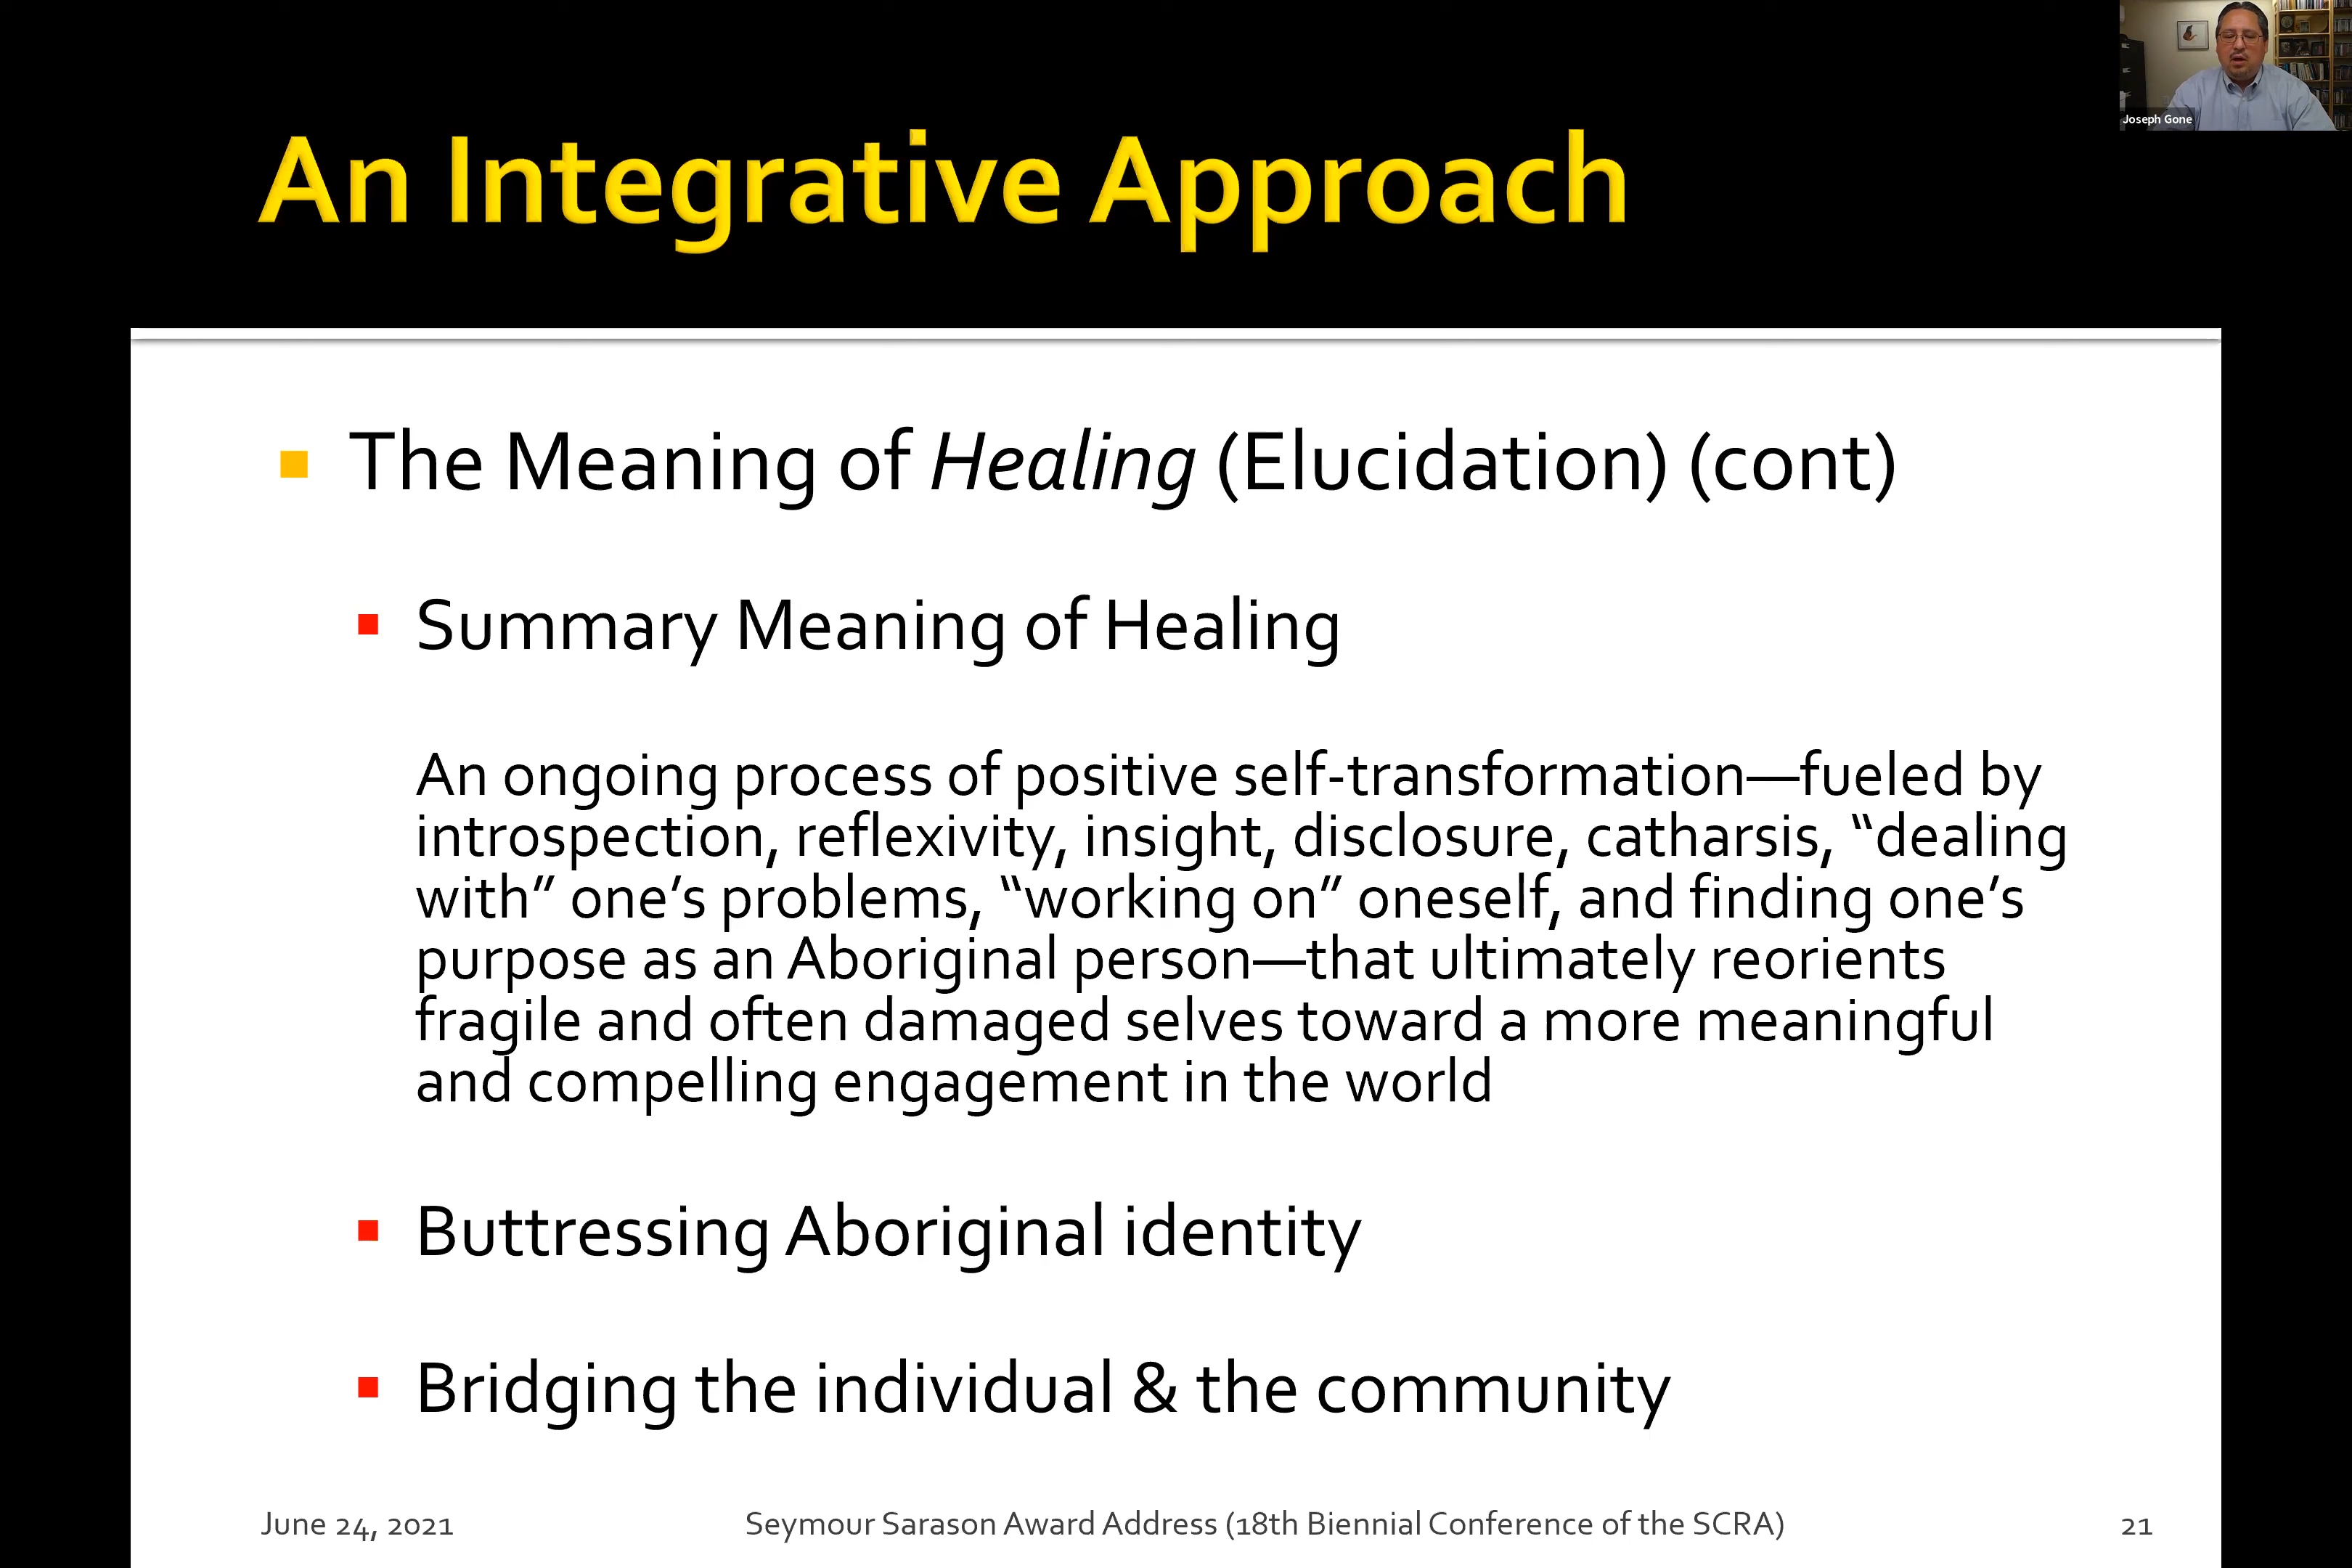 Joseph Gone
An Integrative Approach
The Meaning of Healing (Elucidation) (cont)
Summary Meaning of Healing
An ongoing process of positive self-transformation—fueled by
introspection, reflexivity, insight, disclosure, catharsis, “dealing
with” one’s problems, “working on” oneself, and finding one’s
purpose as an Aboriginal person—that ultimately reorients
fragile and often damaged selves toward a more meaningful
and compelling engagement in the world
Buttressing Aboriginal identity
Bridging the individual & the community
June 24, 2021 Seymour Sarason Award Address (18th Biennial Conference of the SCRA) 21